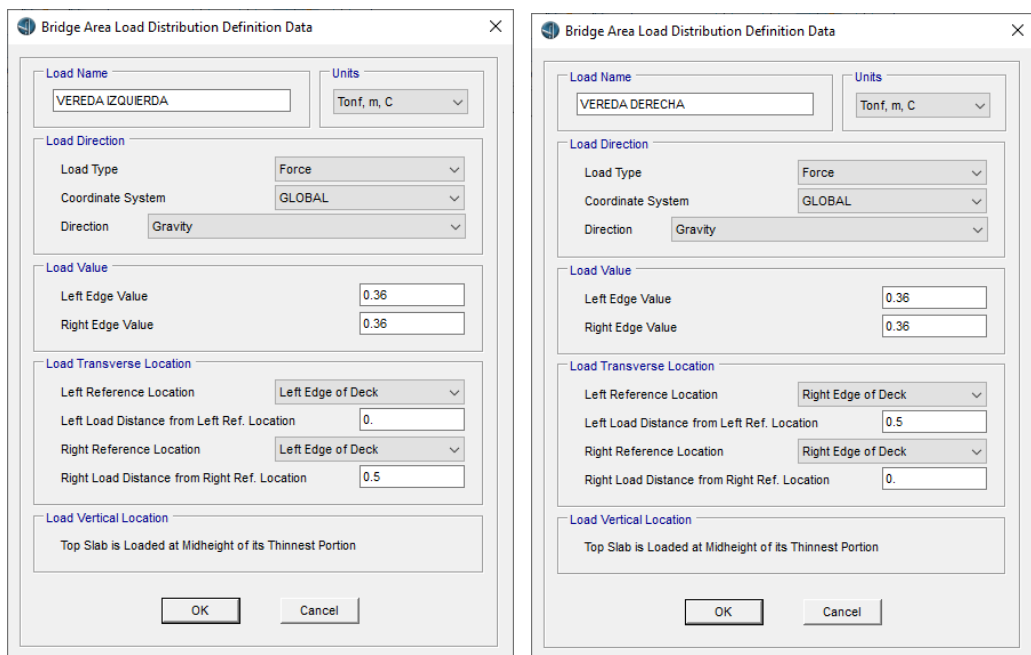 Bridge Area Load Distribution Definition Data
Load Name
Units
VEREDA IZQUIERDA
Tonf, m, C
Load Direction
Load Type Force
Coordinate System GLOBAL
Direction Gravity
Load Value
Left Edge Value 0.36
Right Edge Value 0.36
Load Transverse Location
Left Reference Location Left Edge of Deck
Left Load Distance from Left Ref. Location 0.
Right Reference Location Left Edge of Deck
Right Load Distance from Right Ref. Location 0.5
Load Vertical Location
Top Slab is Loaded at Midheight of its Thinnest Portion
OK Cancel
Bridge Area Load Distribution Definition Data
Load Name
Units
VEREDA DERECHA
Tonf, m, C
Load Direction
Load Type Force
Coordinate System GLOBAL
Direction Gravity
Load Value
Left Edge Value 0.36
Right Edge Value 0.36
Load Transverse Location
Left Reference Location Right Edge of Deck
Left Load Distance from Left Ref. Location 0.5
Right Reference Location Right Edge of Deck
Right Load Distance from Right Ref. Location 0.
Load Vertical Location
Top Slab is Loaded at Midheight of its Thinnest Portion
OK Cancel